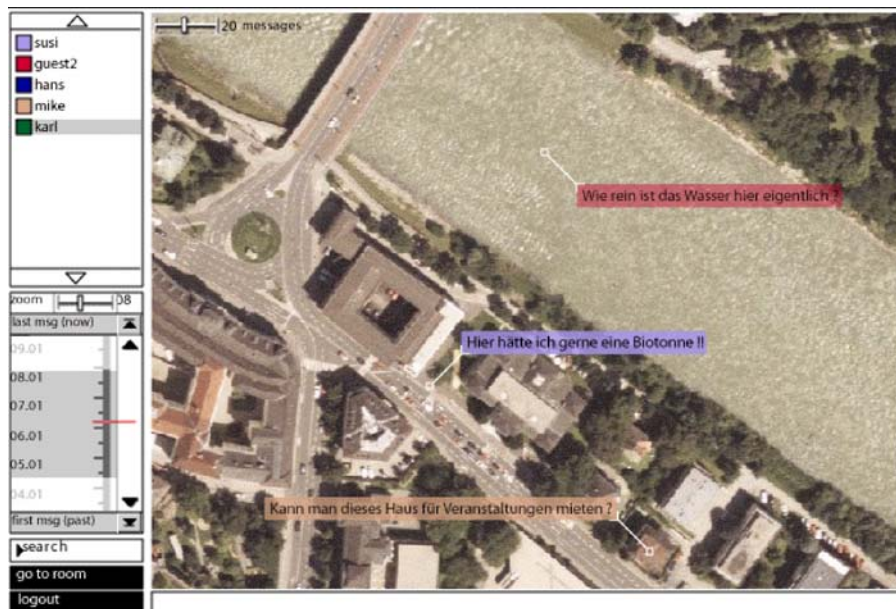 susi
guest2
hans
mike
karl
20 messages
Wie rein ist das Wasser hier eigentlich ?
Hier hätte ich gerne eine Biotonne !!
Kann man dieses Haus für Veranstaltungen mieten ?
zoom 08
last msg (now)
09.01
08.01
07.01
06.01
05.01
04.01
first msg (past)
search
go to room
logout